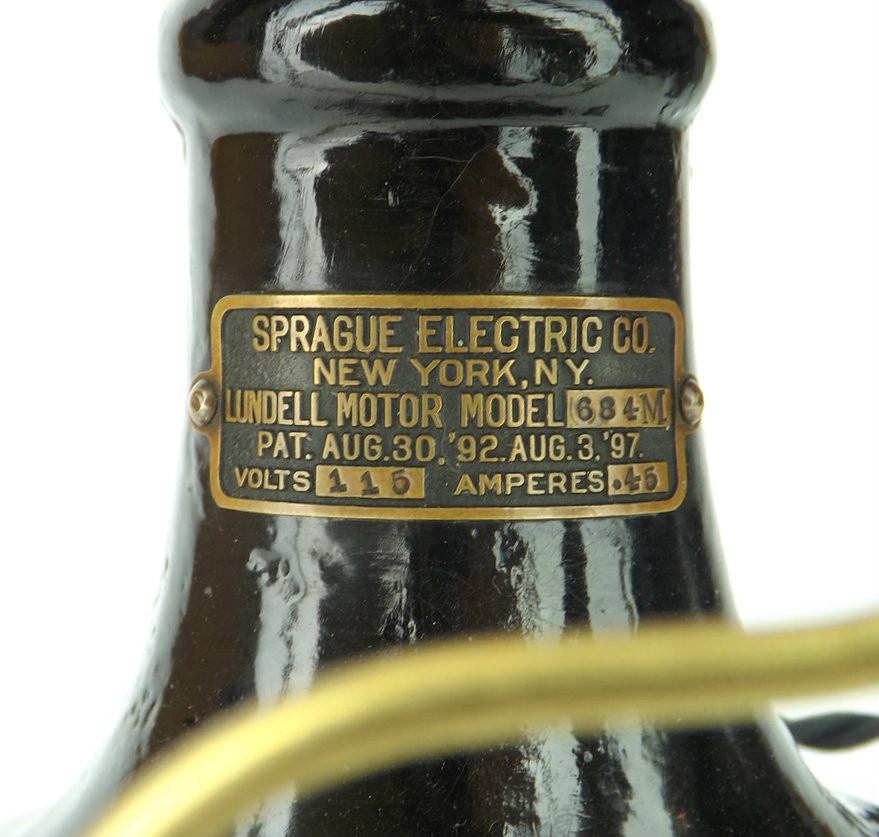 SPRAGUE ELECTRIC CO.
NEW YORK, N.Y.
LUNDELL MOTOR MODEL 684M
PAT. AUG.30,'92. AUG.3.'97.
VOLTS 115 AMPERES .45